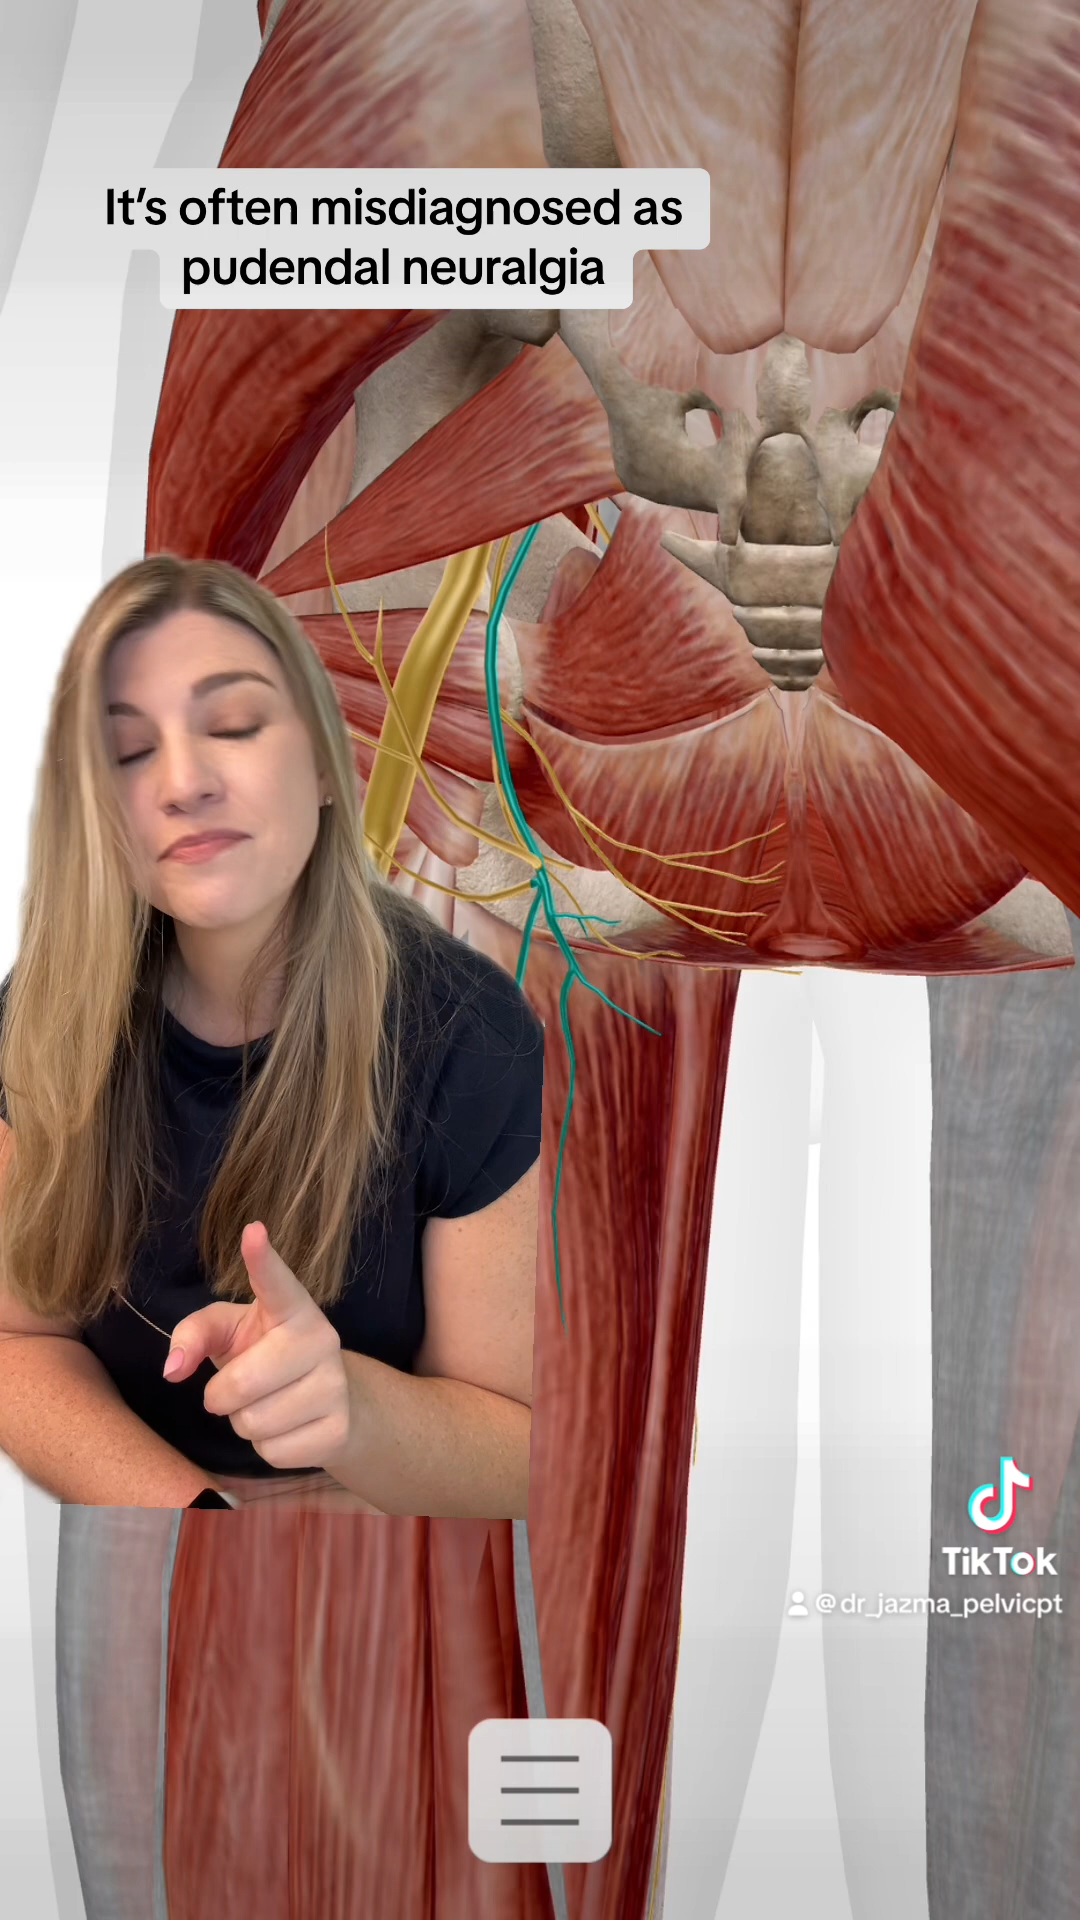 It’s often misdiagnosed as
pudendal neuralgia
TikTok
@dr_jazma_pelvicpt